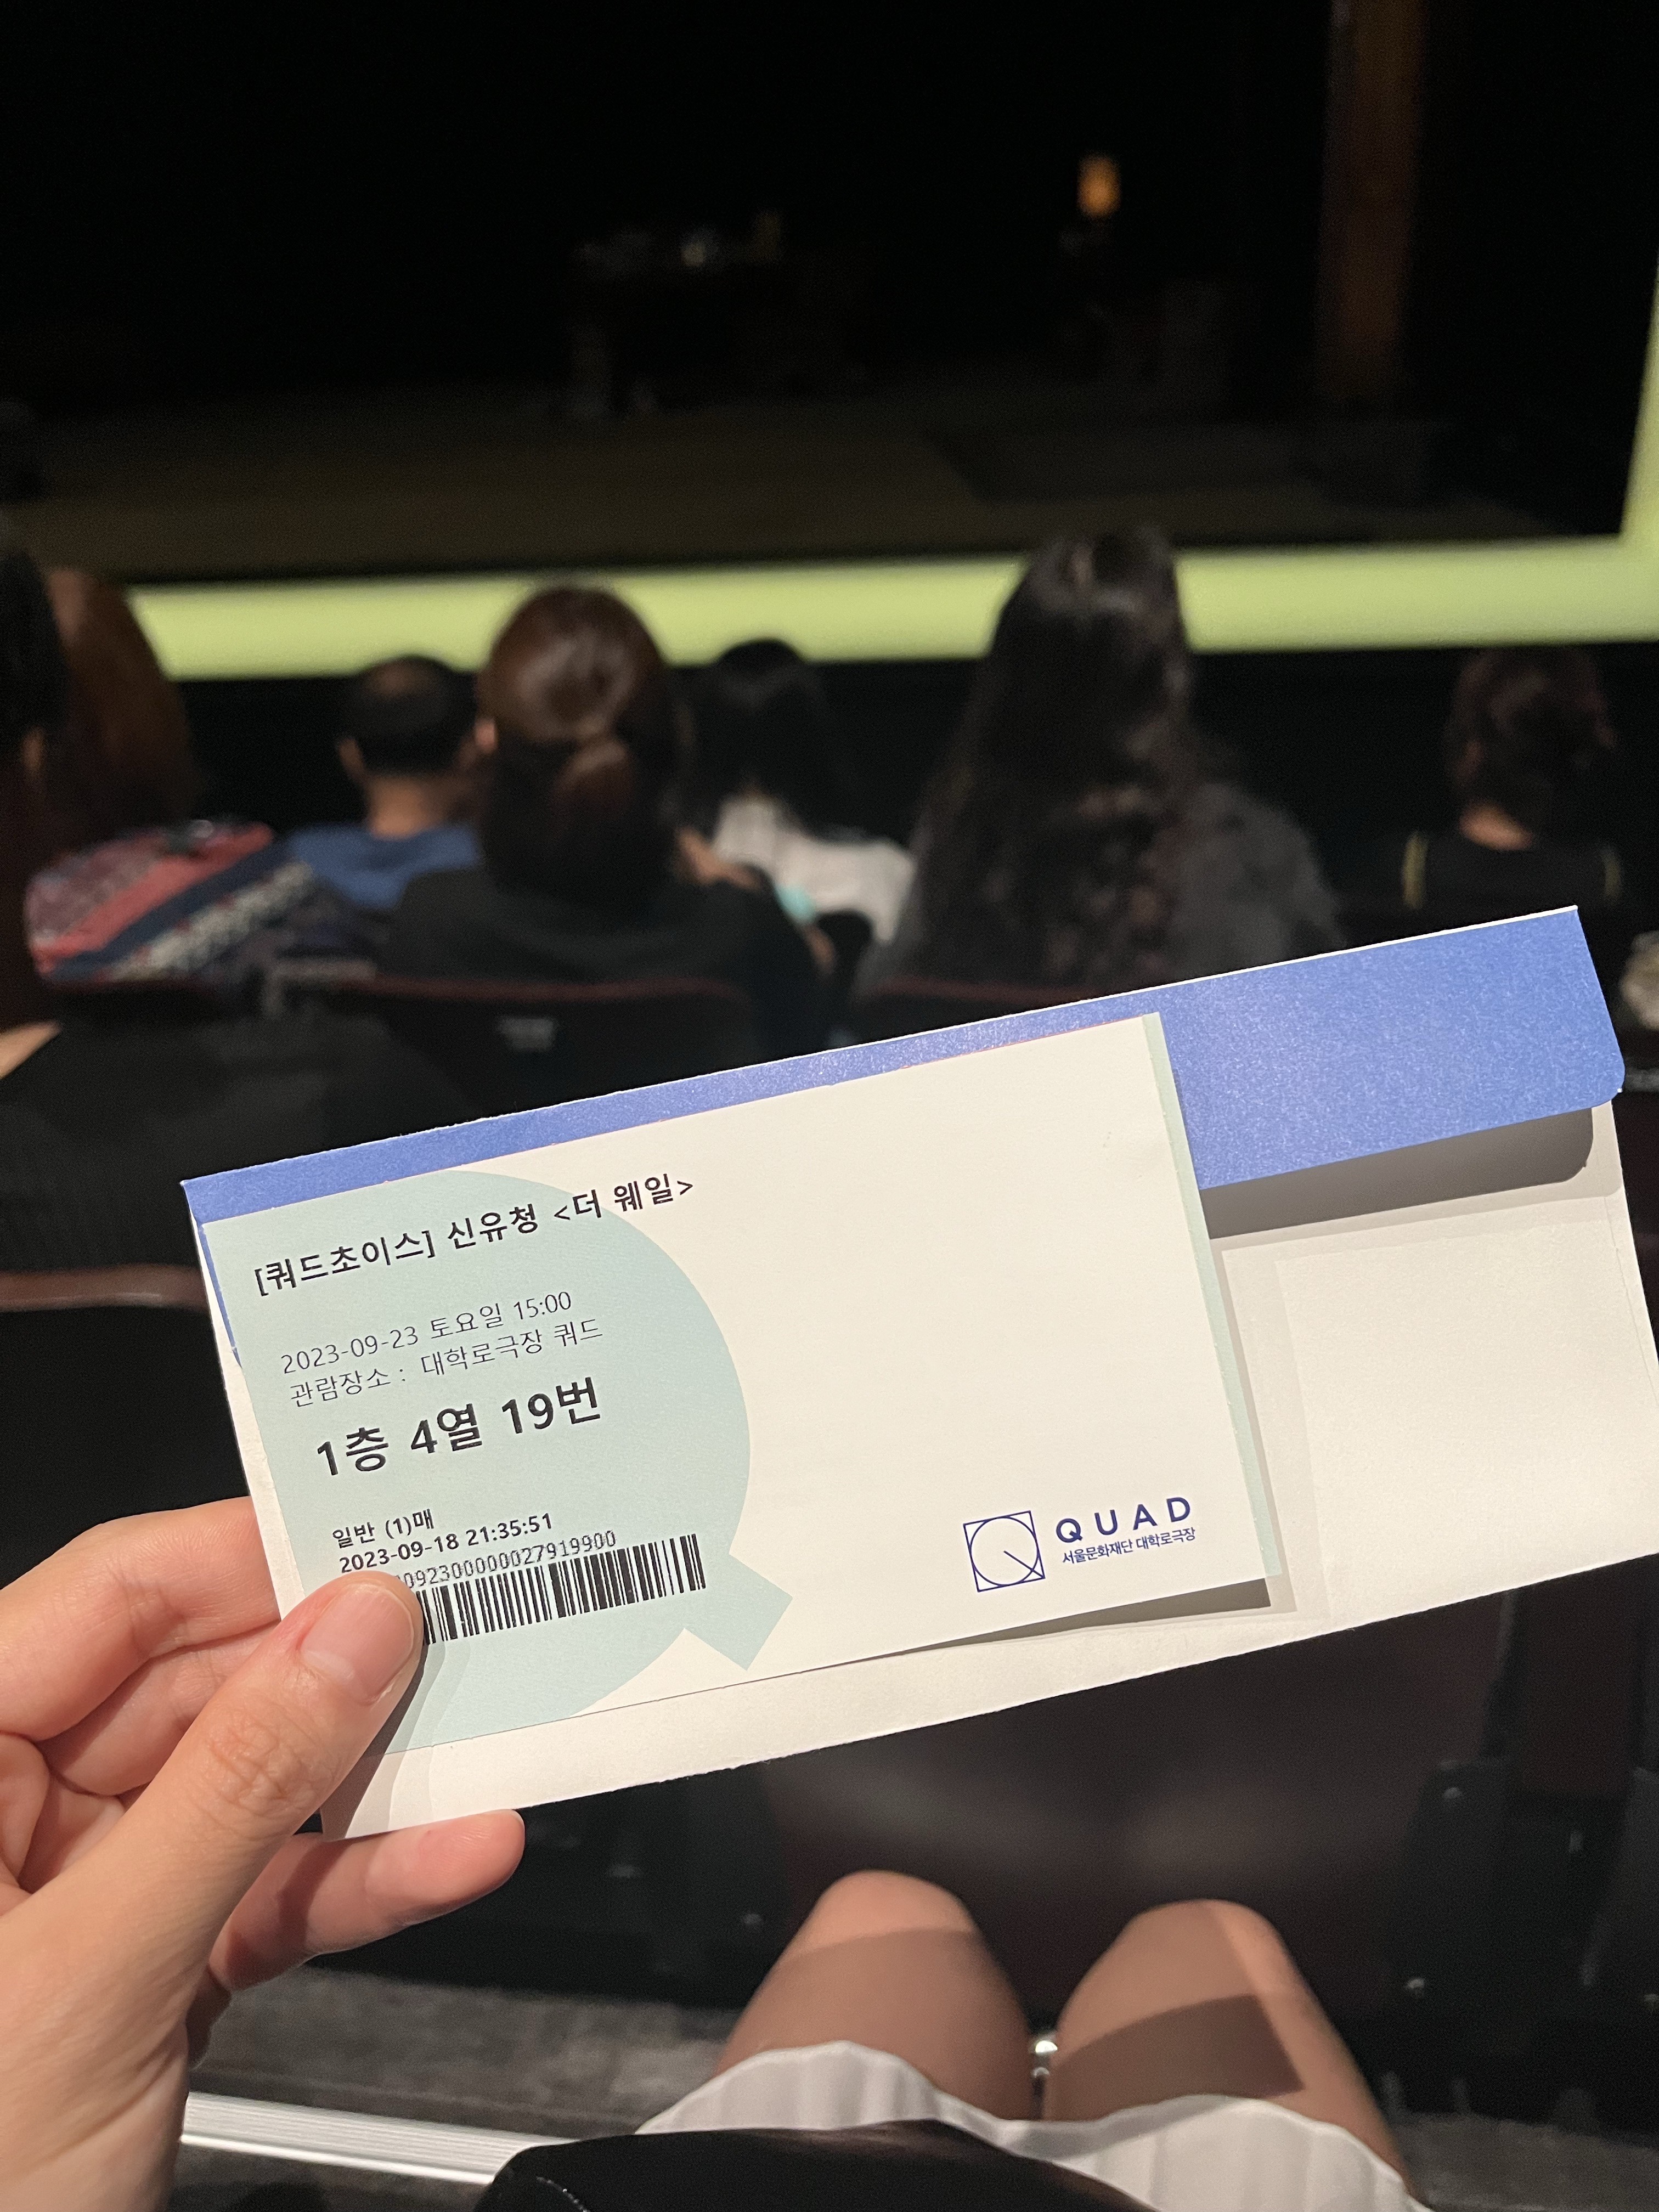 [쿼드초이스] 신유청 <더 웨일>
2023-09-23 토요일 15:00
관람장소 : 대학로극장 쿼드
1층 4열 19번
일반 (1)매
2023-09-18 21:35:51
0923000000027919900
QUAD
서울문화재단 대학로극장